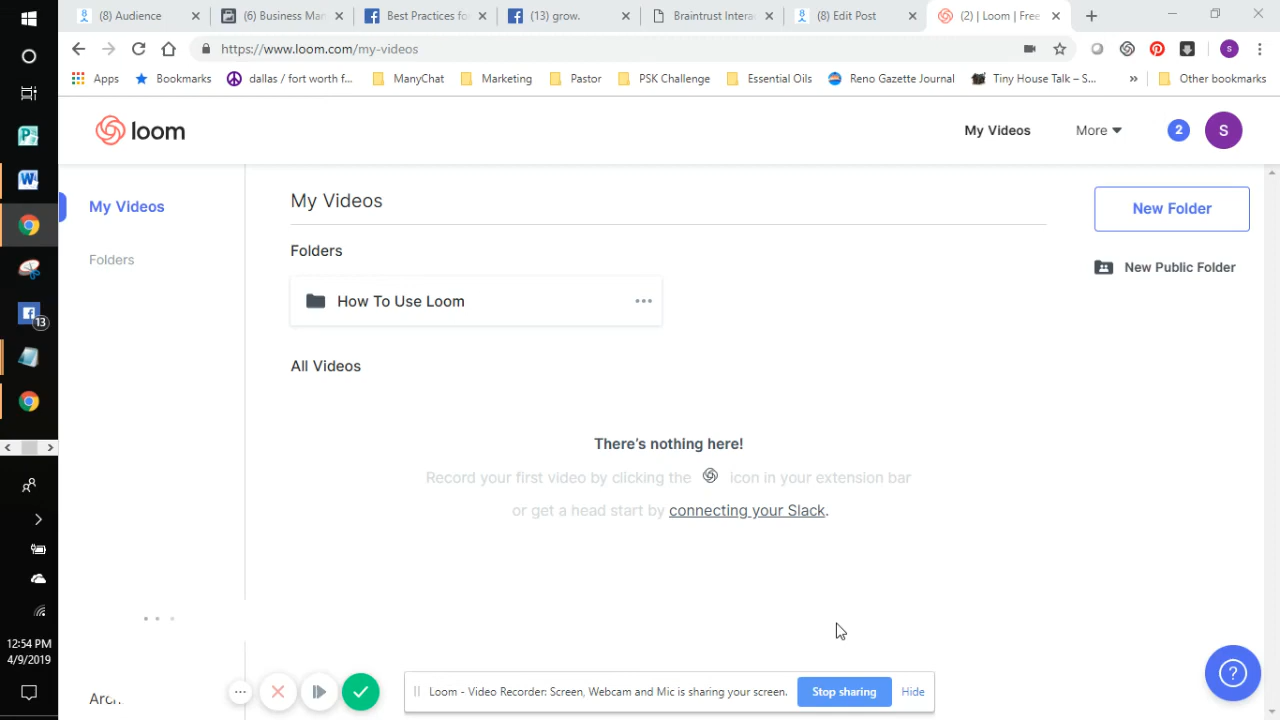 (8) Audience
(6) Business Mar
Best Practices fo
(13) grow.
Braintrust Intera
(8) Edit Post
(2) | Loom | Free
https://www.loom.com/my-videos
S
Apps
Bookmarks
dallas / fort worth f...
ManyChat
Marketing
Pastor
PSK Challenge
Essential Oils
Reno Gazette Journal
Tiny House Talk – S...
»
Other bookmarks
loom
My Videos
More
2
S
My Videos
Folders
My Videos
Folders
How To Use Loom
All Videos
There's nothing here!
Record your first video by clicking the icon in your extension bar
or get a head start by connecting your Slack.
New Folder
New Public Folder
13
12:54 PM
4/9/2019
Loom - Video Recorder: Screen, Webcam and Mic is sharing your screen.
Stop sharing
Hide
?